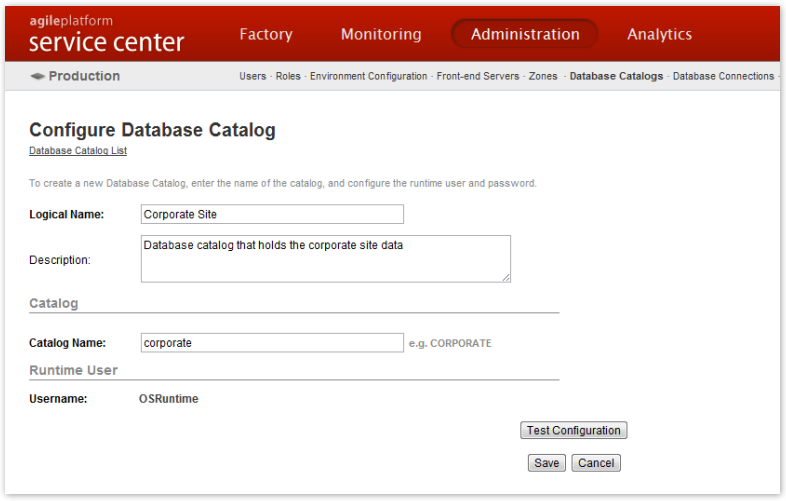 agileplatform
service center
Factory Monitoring Administration Analytics
Production
Users · Roles · Environment Configuration · Front-end Servers · Zones · Database Catalogs · Database Connections ·
Configure Database Catalog
Database Catalog List
To create a new Database Catalog, enter the name of the catalog, and configure the runtime user and password.
Logical Name: Corporate Site
Description: Database catalog that holds the corporate site data
Catalog
Catalog Name: corporate e.g. CORPORATE
Runtime User
Username: OSRuntime
Test Configuration
Save Cancel